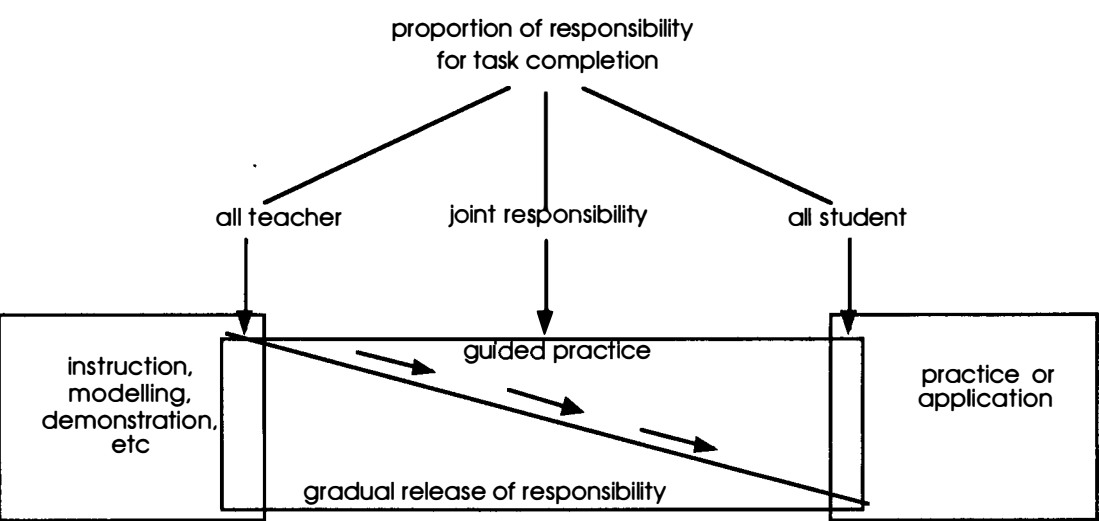 proportion of responsibility
for task completion
all teacher
joint responsibility
all student
guided practice
instruction,
modelling,
demonstration,
etc
practice or
application
gradual release of responsibility